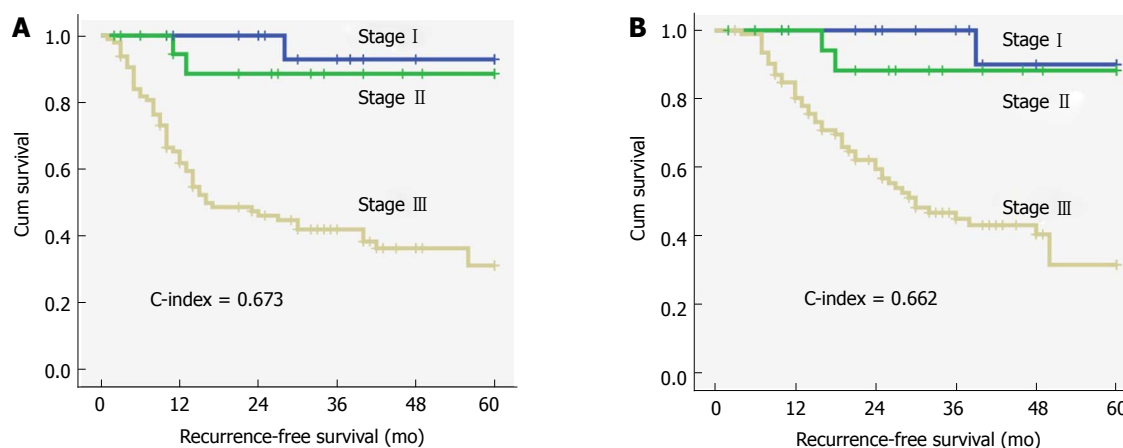 A
Cum survival
1.0
0.8
0.6
0.4
0.2
0.0
Stage Ⅰ
Stage Ⅱ
Stage Ⅲ
C-index = 0.673
0 12 24 36 48 60
Recurrence-free survival (mo)
B
Cum survival
1.0
0.8
0.6
0.4
0.2
0.0
Stage Ⅰ
Stage Ⅱ
Stage Ⅲ
C-index = 0.662
0 12 24 36 48 60
Recurrence-free survival (mo)